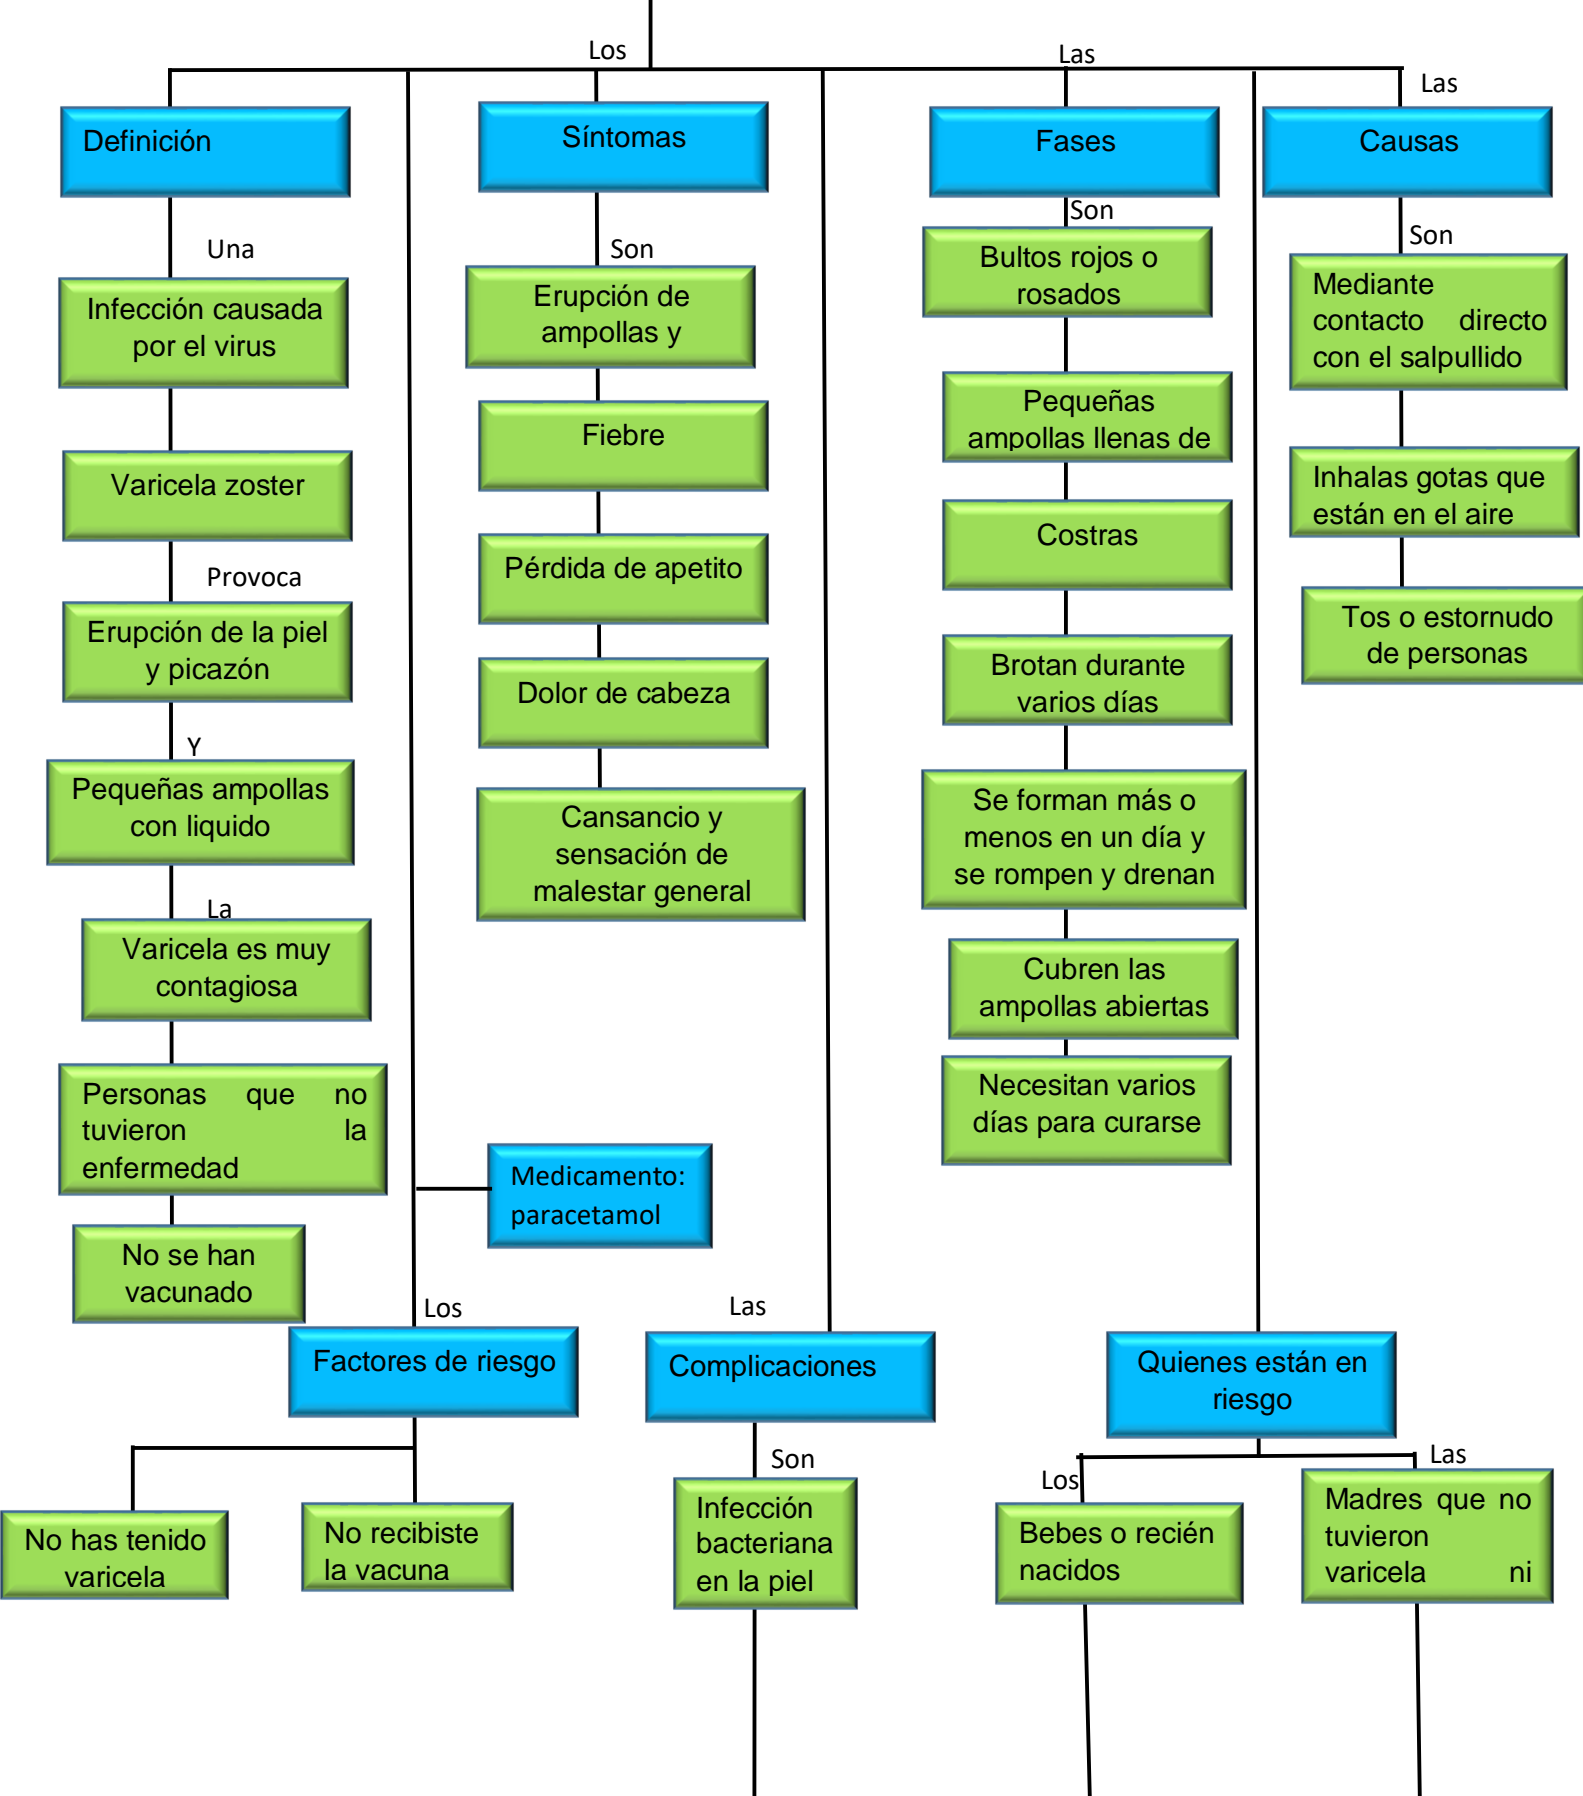 Los
Las
Las
Definición
Una
Infección causada
por el virus
Varicela zoster
Provoca
Erupción de la piel
y picazón
Y
Pequeñas ampollas
con liquido
La
Varicela es muy
contagiosa
Personas que no
tuvieron la
enfermedad
No se han
vacunado
Síntomas
Son
Erupción de
ampollas y
Fiebre
Pérdida de apetito
Dolor de cabeza
Cansancio y
sensación de
malestar general
Fases
Son
Bultos rojos o
rosados
Pequeñas
ampollas llenas de
Costras
Brotan durante
varios días
Se forman más o
menos en un día y
se rompen y drenan
Cubren las
ampollas abiertas
Necesitan varios
días para curarse
Causas
Son
Mediante
contacto directo
con el salpullido
Inhalas gotas que
están en el aire
Tos o estornudo
de personas
Medicamento:
paracetamol
Los
Factores de riesgo
No has tenido
varicela
No recibiste
la vacuna
Las
Complicaciones
Son
Infección
bacteriana
en la piel
Quienes están en
riesgo
Los
Bebes o recién
nacidos
Las
Madres que no
tuvieron
varicela ni